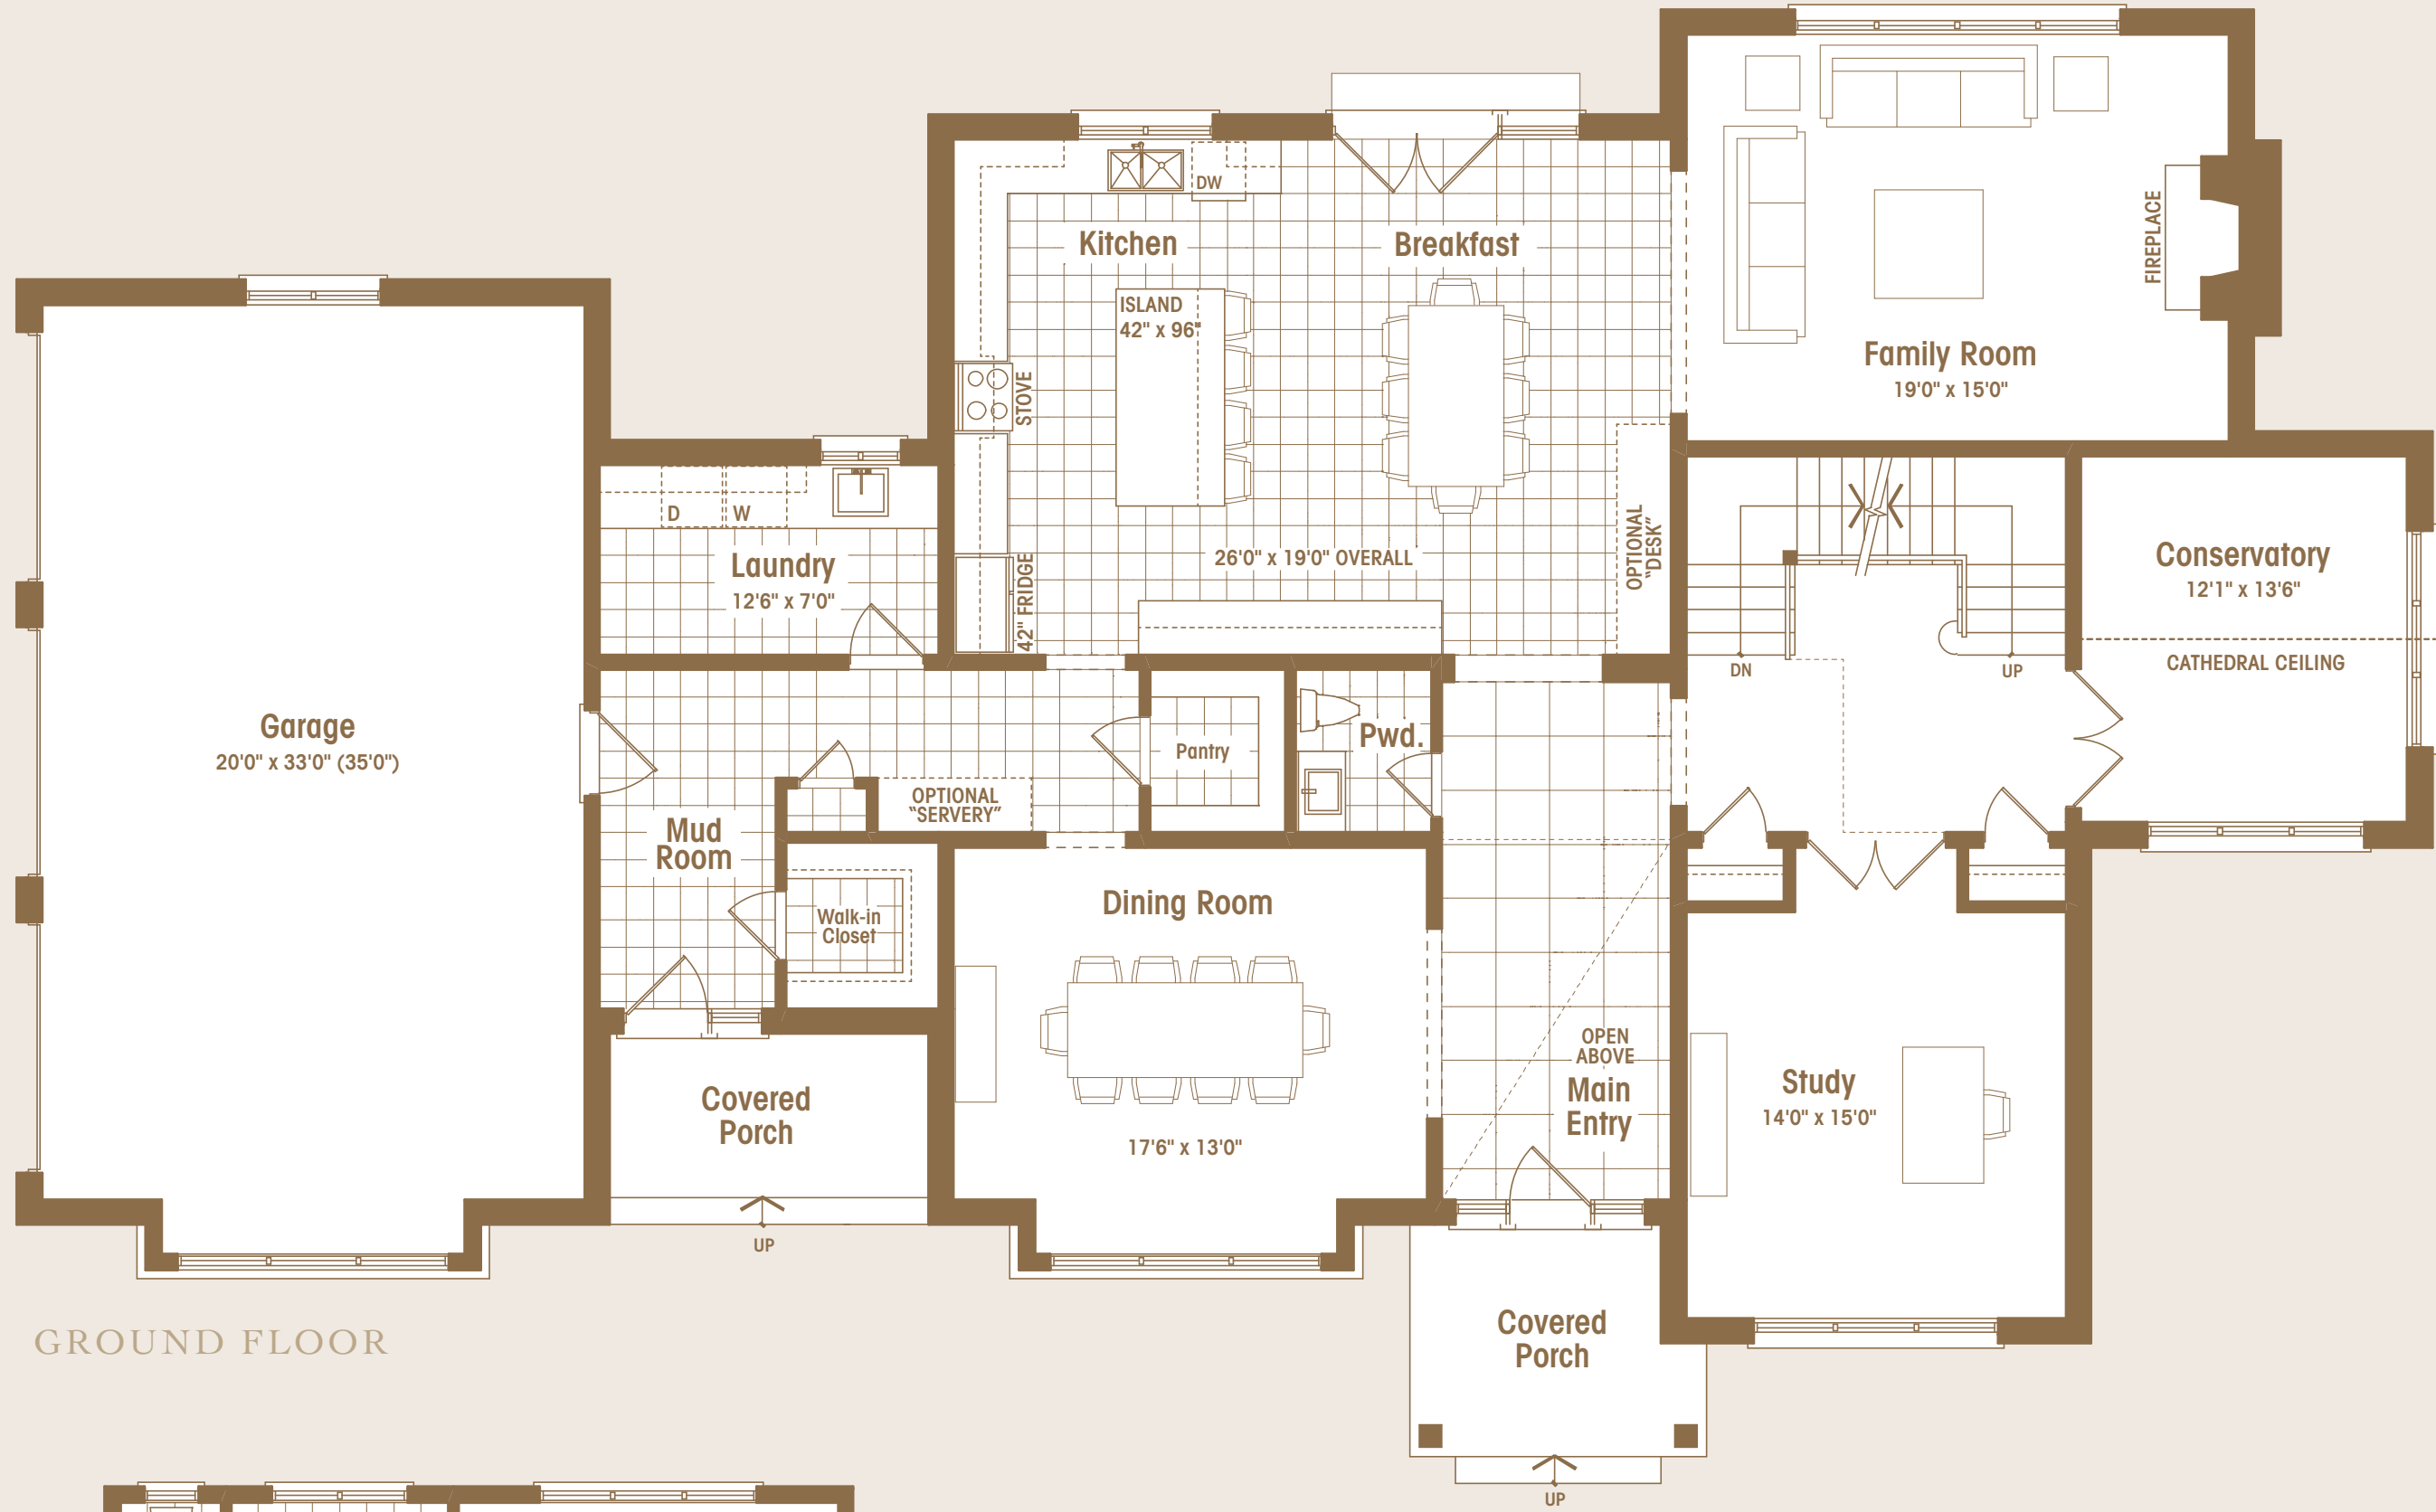 DW
Kitchen
Breakfast
ISLAND
42" x 96"
STOVE
42" FRIDGE
26'0" x 19'0" OVERALL
OPTIONAL
"DESK"
FIREPLACE
Family Room
19'0" x 15'0"
D
W
Laundry
12'6" x 7'0"
Conservatory
12'1" x 13'6"
CATHEDRAL CEILING
DN
UP
Garage
20'0" x 33'0" (35'0")
Pantry
Pwd.
OPTIONAL
"SERVERY"
Mud
Room
Walk-in
Closet
Dining Room
17'6" x 13'0"
OPEN
ABOVE
Main
Entry
Study
14'0" x 15'0"
Covered
Porch
UP
GROUND FLOOR
Covered
Porch
UP